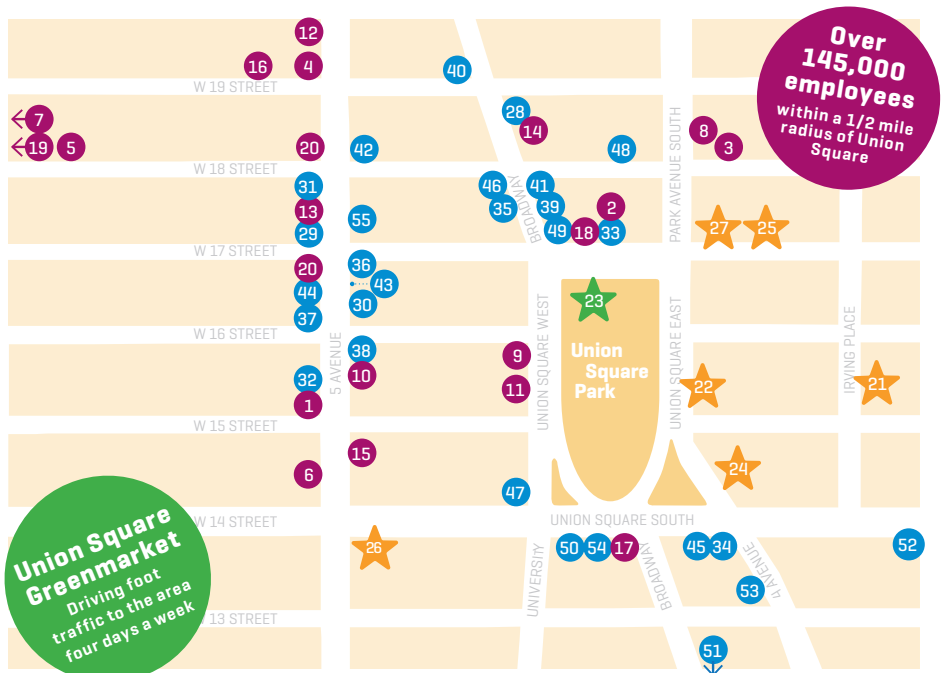 12
16
4
40
W 19 STREET
Over
145,000
employees
within a 1/2 mile
radius of Union
Square
7
28
14
8
PARK AVENUE SOUTH
19
5
20
42
48
3
W 18 STREET
31
46
41
13
35
39
2
BROADWAY
29
55
49
18
33
27
25
W 17 STREET
20
36
43
44
30
23
37
W 16 STREET
5 AVENUE
UNION SQUARE WEST
Union
Square
Park
UNION SQUARE EAST
IRVING PLACE
38
9
10
32
11
22
21
1
W 15 STREET
15
6
24
47
W 14 STREET
UNION SQUARE SOUTH
Union Square
Greenmarket
Driving foot
traffic to the area
four days a week
26
UNIVERSITY
50
54
17
BROADWAY
45
34
4 AVENUE
52
53
13 STREET
51